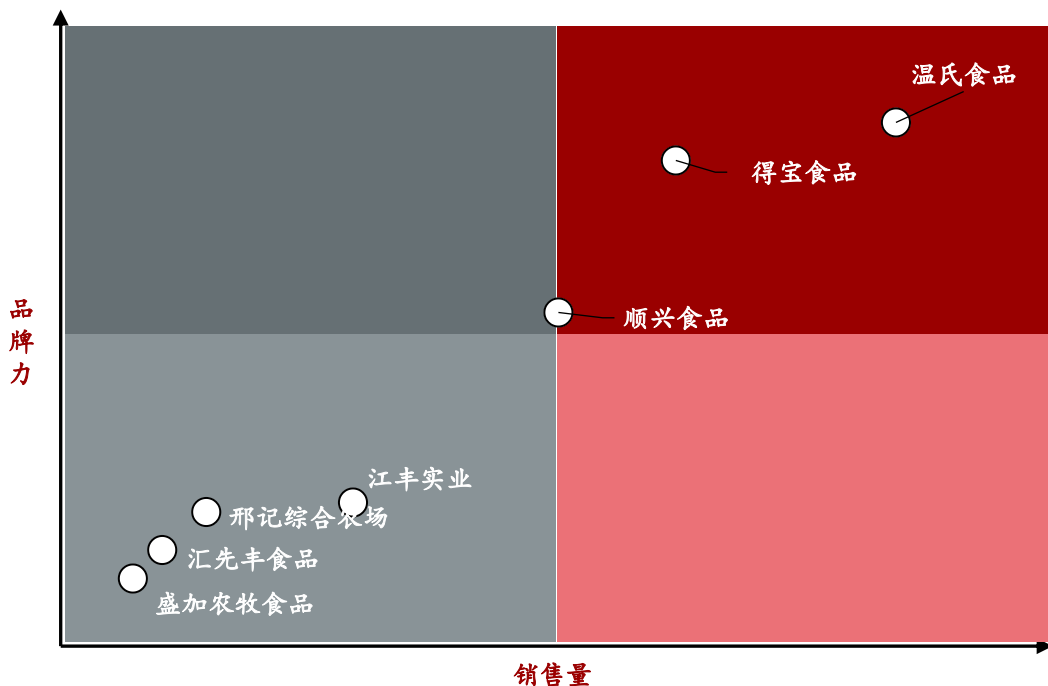 温氏食品
得宝食品
顺兴食品
品
牌
力
江丰实业
邢记综合农场
汇先丰食品
盛加农牧食品
销售量